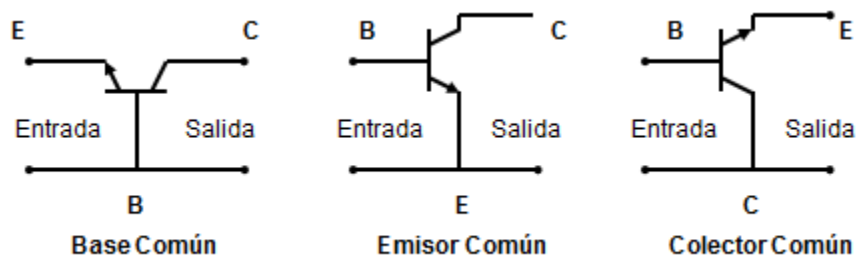 E C B C B E
Entrada Salida Entrada Salida Entrada Salida
B E C
Base Común Emisor Común Colector Común